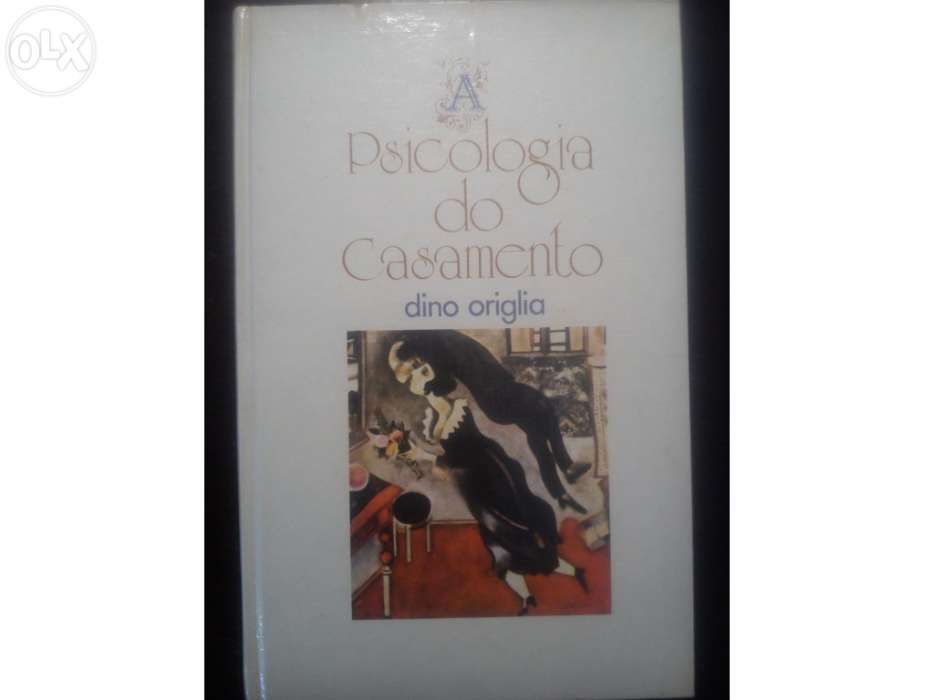 OLX
A
Psicologia
do
Casamento
dino origlia